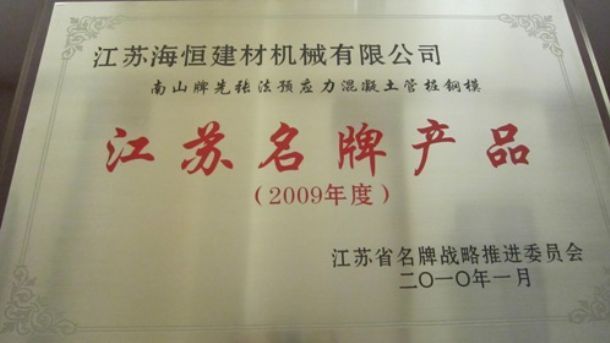 江苏海恒建材机械有限公司
南山牌先张法预应力混凝土管桩钢模
江苏名牌产品
（2009年度）
江苏省名牌战略推进委员会
二〇一〇年一月